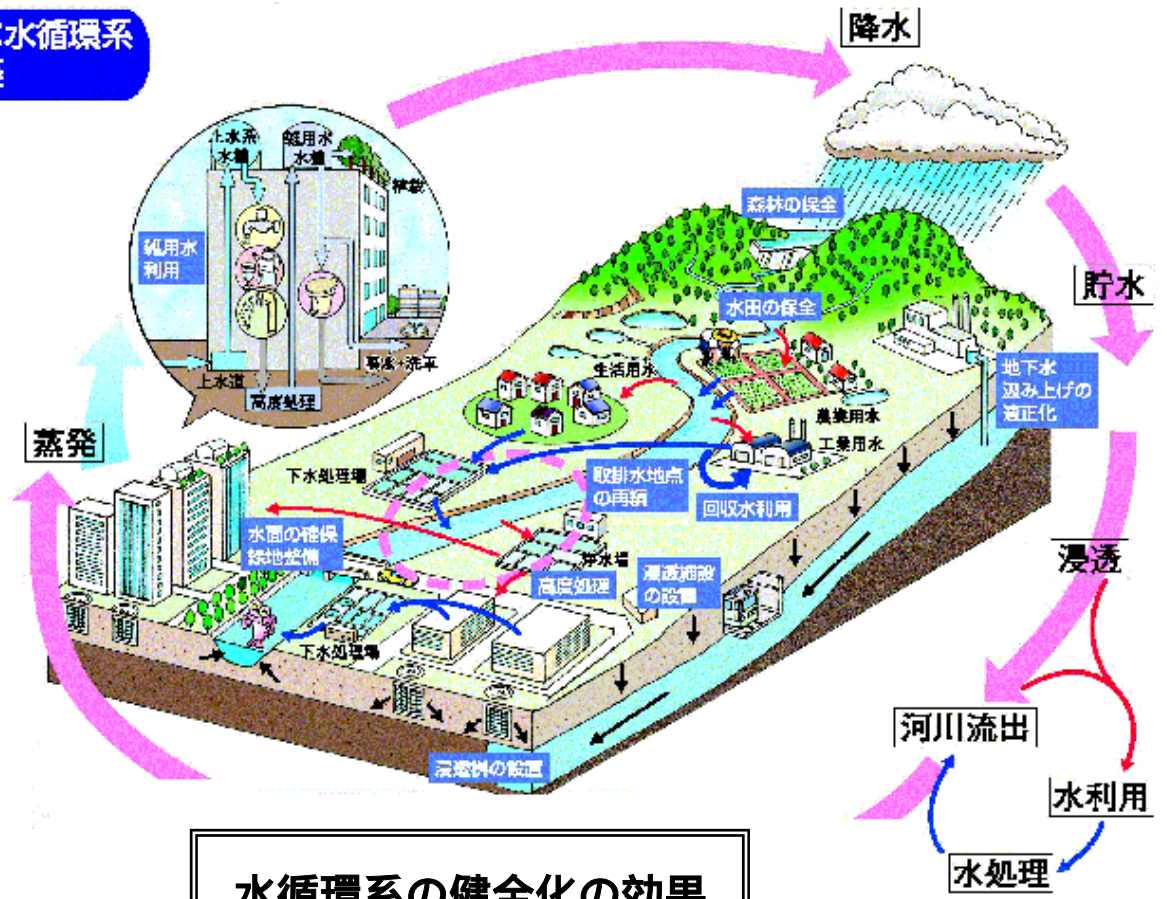 水循環系
降水
上水系
水槽
雑用水
水槽
植栽
雑用水
利用
上水道
高度処理
洗車
森林の保全
水田の保全
貯水
地下水
汲み上げの
適正化
生活用水
農業用水
工業用水
蒸発
下水処理場
取排水地点
の再編
回収水利用
水面の確保
緑地整備
浄水場
高度処理
浸透施設
の設置
浸透
下水処理場
浸透桝の設置
河川流出
水利用
水処理
水循環系の健全化の効果